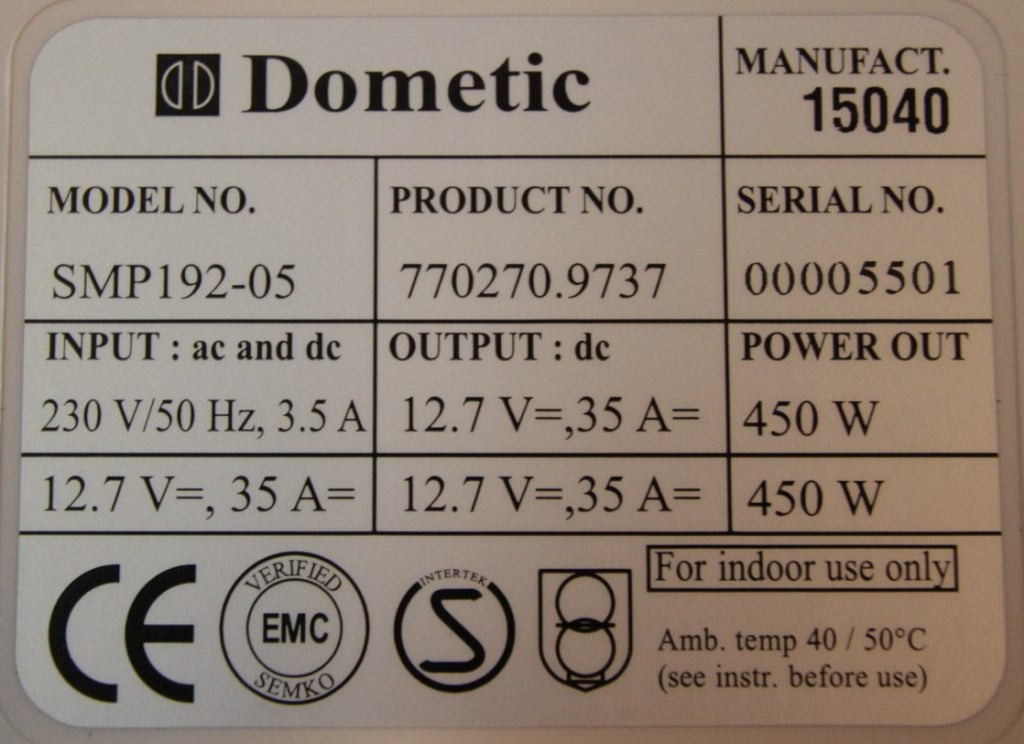 Dometic
MANUFACT.
15040
MODEL NO.
SMP192-05
PRODUCT NO.
770270.9737
SERIAL NO.
00005501
INPUT : ac and dc
OUTPUT : dc
POWER OUT
230 V/50 Hz, 3.5 A
12.7 V=,35 A=
450 W
12.7 V=, 35 A=
12.7 V=,35 A=
450 W
CE
VERIFIED
EMC
SEMKO
INTERTEK
S
For indoor use only
Amb. temp 40 / 50°C
(see instr. before use)